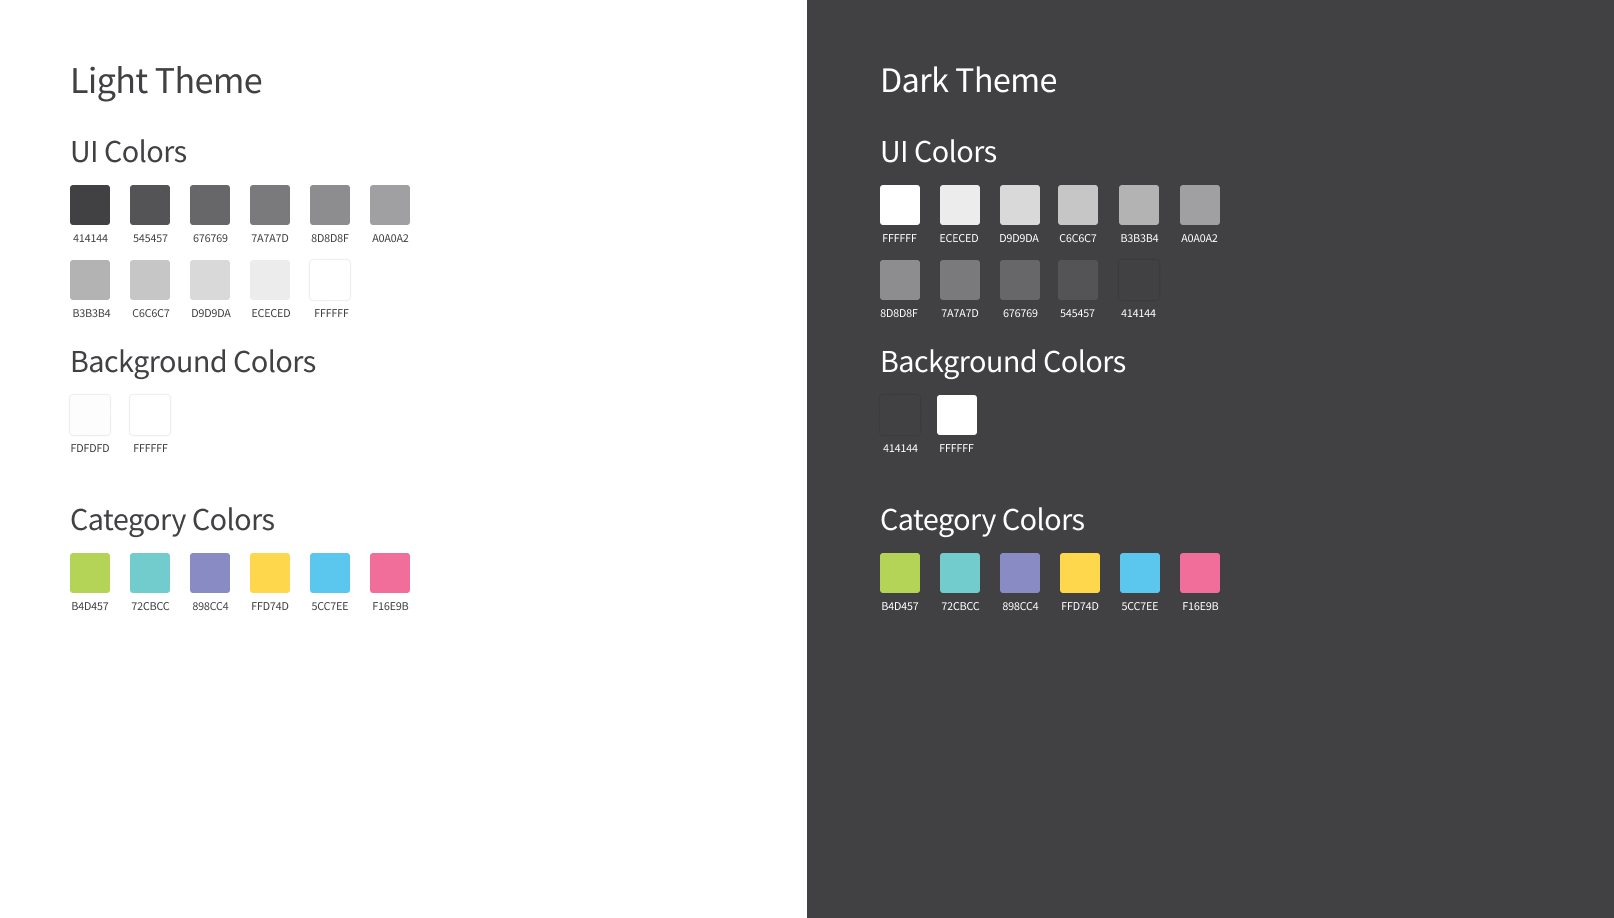 Light Theme
UI Colors
414144 545457 676769 7A7A7D 8D8D8F A0A0A2
B3B3B4 C6C6C7 D9D9DA ECECED FFFFFF
Background Colors
FDFDFD FFFFFF
Category Colors
B4D457 72CBCC 898CC4 FFD74D 5CC7EE F16E9B
Dark Theme
UI Colors
FFFFFF ECECED D9D9DA C6C6C7 B3B3B4 A0A0A2
8D8D8F 7A7A7D 676769 545457 414144
Background Colors
414144 FFFFFF
Category Colors
B4D457 72CBCC 898CC4 FFD74D 5CC7EE F16E9B